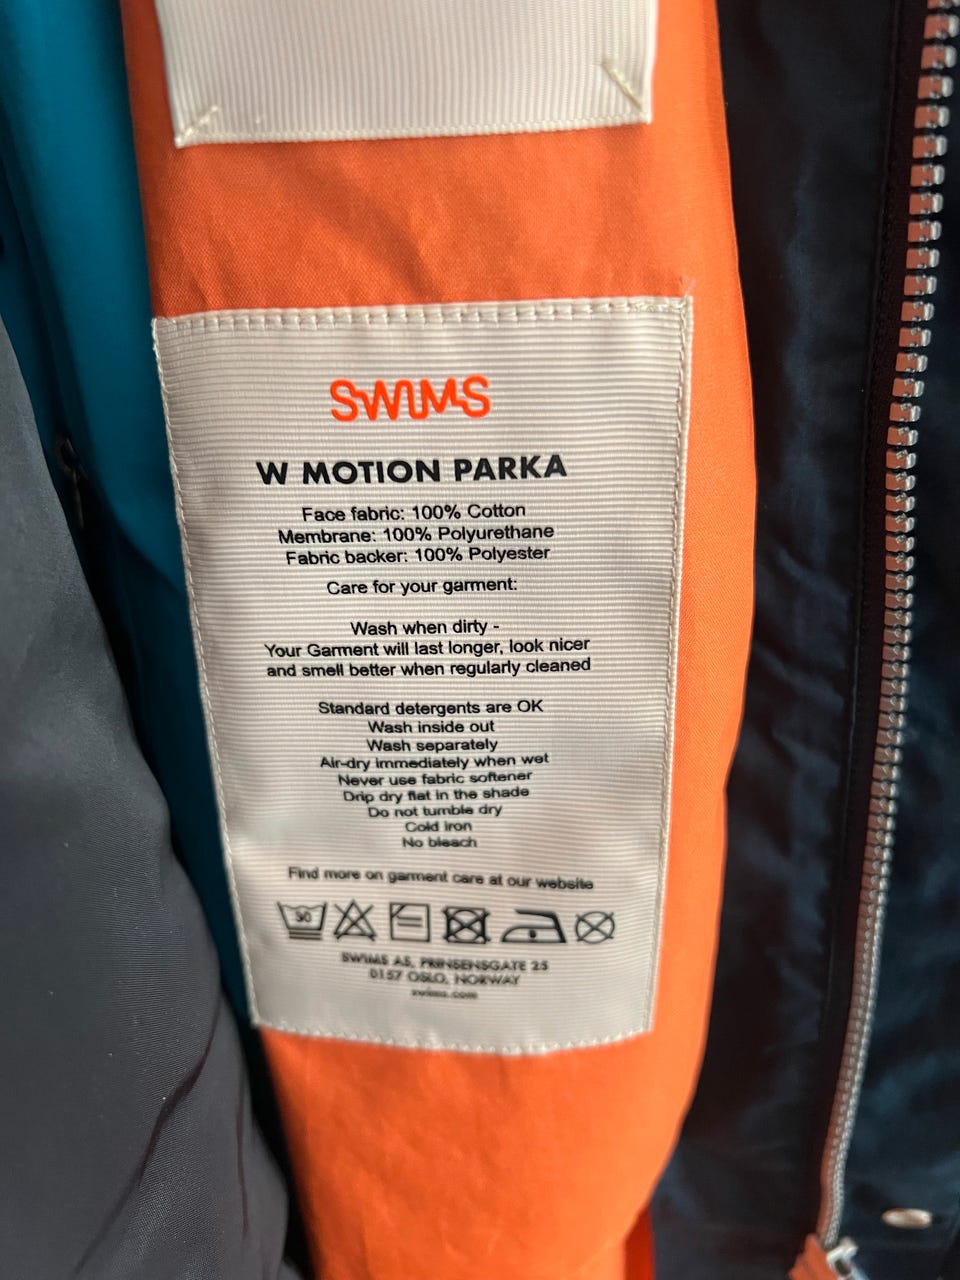 SWIMS
W MOTION PARKA
Face fabric: 100% Cotton
Membrane: 100% Polyurethane
Fabric backer: 100% Polyester
Care for your garment:
Wash when dirty -
Your Garment will last longer, look nicer
and smell better when regularly cleaned
Standard detergents are OK
Wash inside out
Wash separately
Air-dry immediately when wet
Never use fabric softener
Drip dry flat in the shade
Do not tumble dry
Cold iron
No bleach
Find more on garment care at our website
30
SWIMS AS, PRINSENSGATE 25
0157 OSLO, NORWAY
swims.com